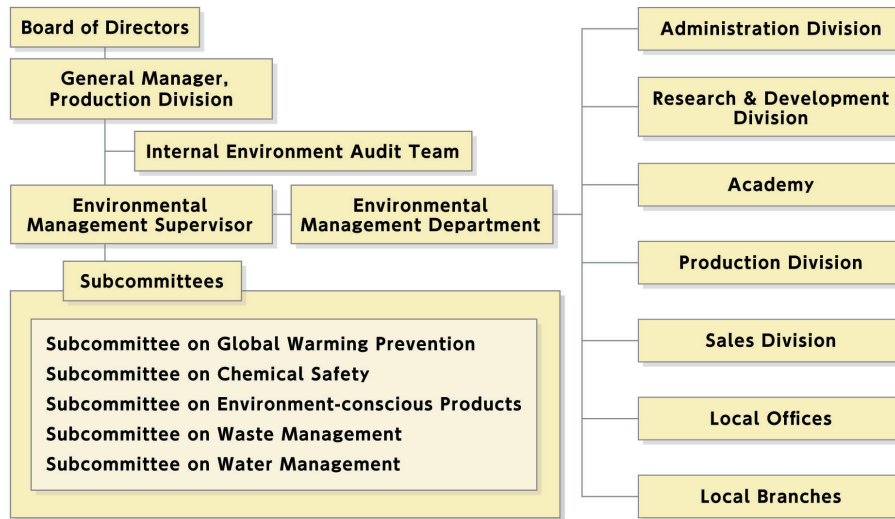 Board of Directors
General Manager,
Production Division
Internal Environment Audit Team
Environmental
Management Supervisor
Environmental
Management Department
Subcommittees
Subcommittee on Global Warming Prevention
Subcommittee on Chemical Safety
Subcommittee on Environment-conscious Products
Subcommittee on Waste Management
Subcommittee on Water Management
Administration Division
Research & Development
Division
Academy
Production Division
Sales Division
Local Offices
Local Branches